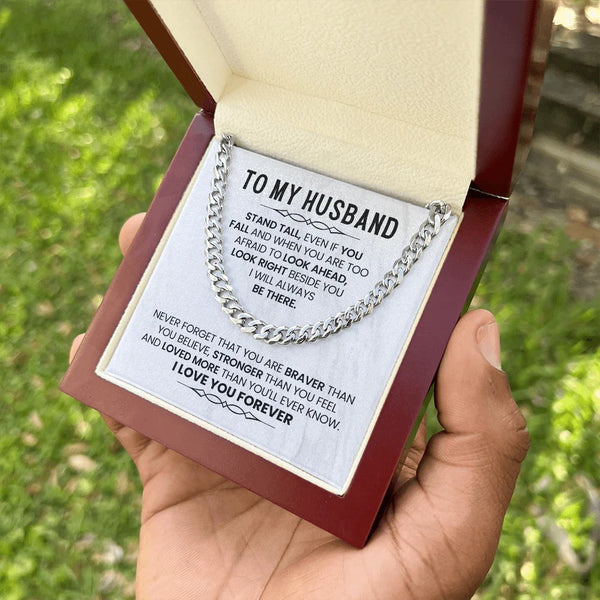 TO MY HUSBAND
STAND TALL, EVEN IF YOU
FALL AND WHEN YOU ARE TOO
AFRAID TO LOOK AHEAD,
LOOK RIGHT BESIDE YOU
I WILL ALWAYS
BE THERE.
NEVER FORGET THAT YOU ARE BRAVER THAN
YOU BELIEVE, STRONGER THAN YOU FEEL
AND LOVED MORE THAN YOU'LL EVER KNOW.
I LOVE YOU FOREVER